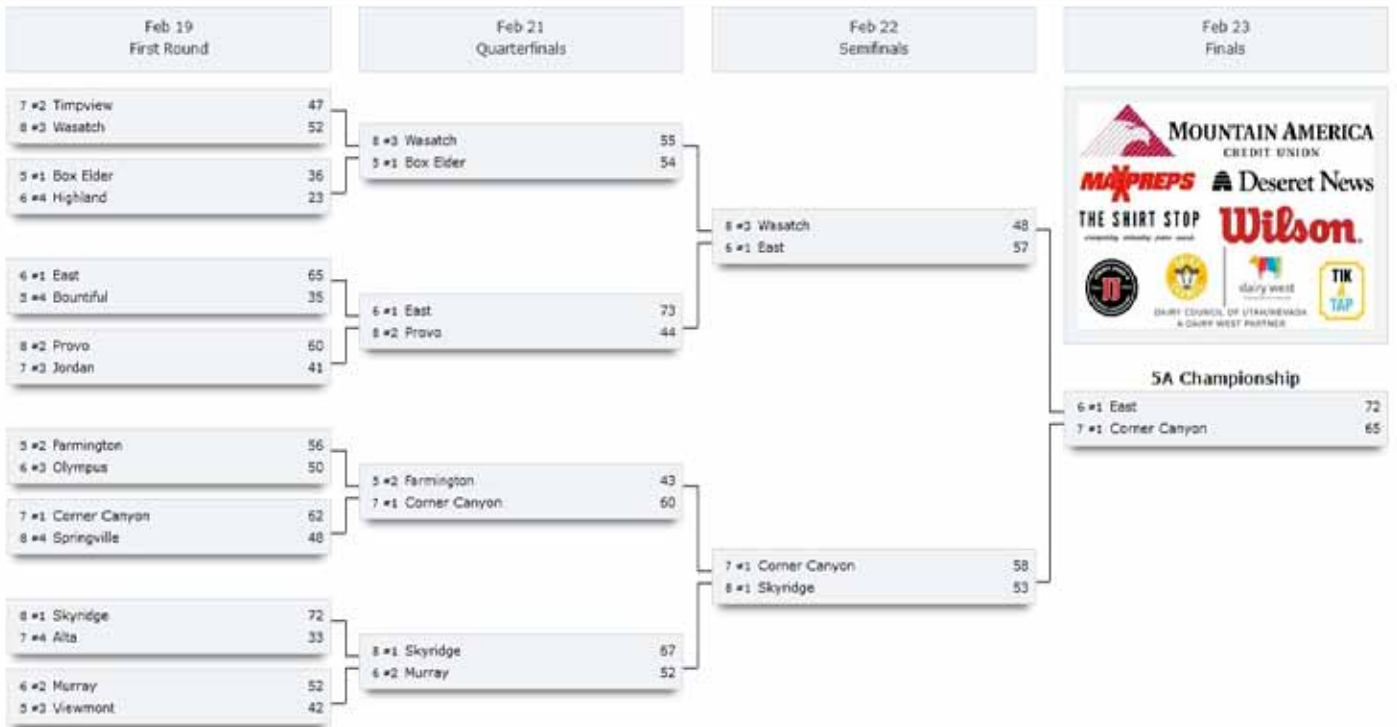 Feb 19
First Round
Feb 21
Quarterfinals
Feb 22
Semifinals
Feb 23
Finals
7 #2 Timpview 47
8 #3 Wasatch 52
5 #1 Box Elder 36
6 #4 Highland 23
6 #1 East 65
5 #4 Bountiful 35
8 #2 Provo 60
7 #3 Jordan 41
5 #2 Farmington 56
6 #3 Olympus 50
7 #1 Corner Canyon 62
8 #4 Springville 48
8 #1 Skyridge 72
7 #4 Alta 33
6 #2 Murray 52
5 #3 Viewmont 42
8 #3 Wasatch 55
5 #1 Box Elder 54
6 #1 East 73
8 #2 Provo 44
5 #2 Farmington 43
7 #1 Corner Canyon 60
8 #1 Skyridge 67
6 #2 Murray 52
8 #3 Wasatch 48
6 #1 East 57
7 #1 Corner Canyon 58
8 #1 Skyridge 53
MOUNTAIN AMERICA
CREDIT UNION
MAXPREPS
Deseret News
THE SHIRT STOP
Wilson.
dairy west
TIK
A
TAP
DAIRY COUNCIL OF UTAH/NEVADA
A DAIRY WEST PARTNER
5A Championship
6 #1 East 72
7 #1 Corner Canyon 65